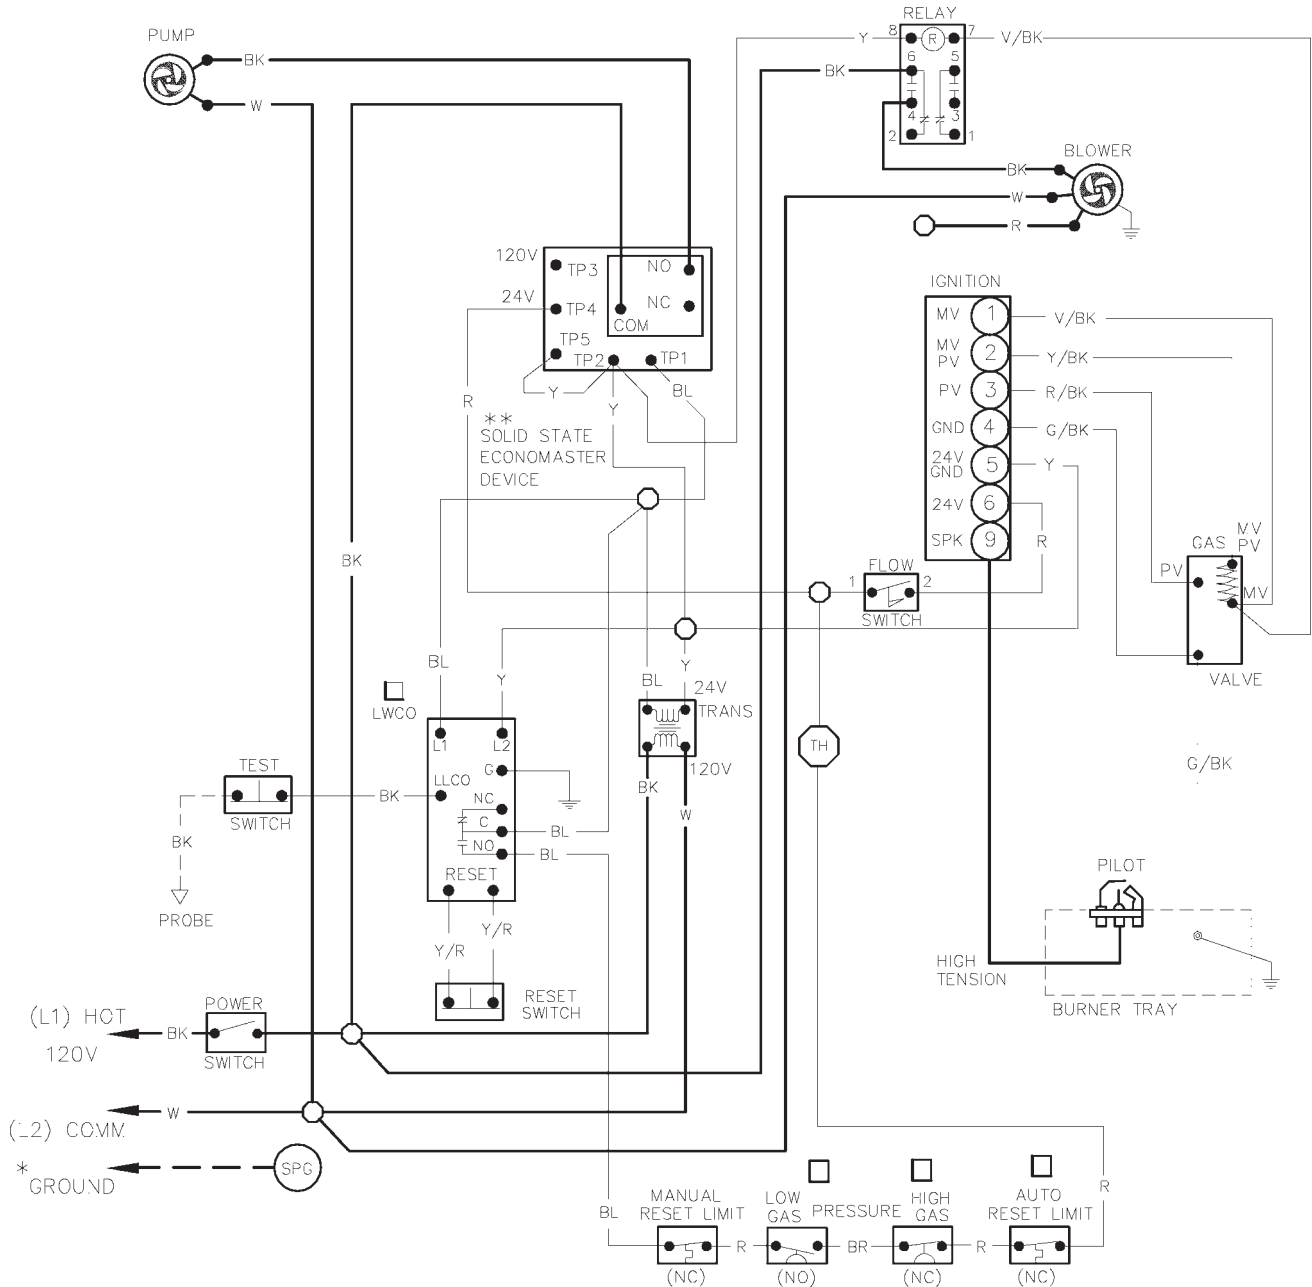 RELAY
PUMP
8
R
7
Y
V/BK
BK
6
5
BK
W
4
3
2
1
BLOWER
BK
W
R
120V
TP3
NO
IGNITION
24V
TP4
NC
COM
MV
1
V/BK
TP5
TP2
TP1
MV
PV
2
Y/BK
Y
BL
R
Y
PV
3
R/BK
**
SOLID STATE
ECONOMASTER
DEVICE
GND
4
G/BK
24V
GND
5
Y
24V
6
R
SPK
9
MV
GAS PV
BK
FLOW
1
2
SWITCH
PV
MV
VALVE
BL
Y
BL
Y
24V
LWCO
TRANS
L1
L2
TH
120V
TEST
G
G/BK
LLCO
BK
SWITCH
BK
NC
W
C
BL
BK
NO
BL
RESET
PILOT
PROBE
Y/R
Y/R
HIGH
TENSION
RESET
SWITCH
BURNER TRAY
POWER
(L1) HOT
BK
120V
SWITCH
W
(L2) COMM.
*
GROUND
SPG
R
MANUAL
RESET LIMIT
LOW
GAS
PRESSURE
HIGH
GAS
AUTO
RESET LIMIT
BL
R
BR
R
(NC)
(NO)
(NC)
(NC)